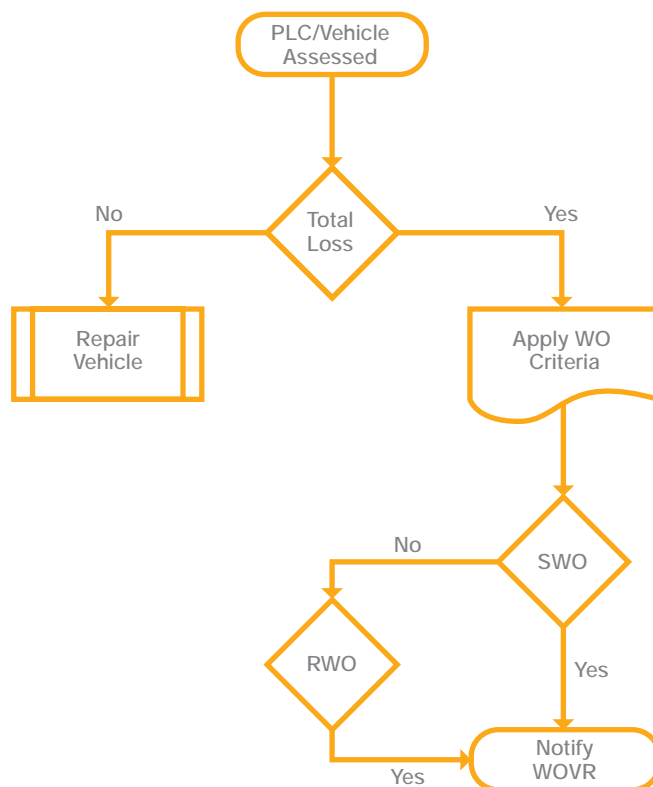 PLC/Vehicle
Assessed
No
Total
Loss
Yes
Repair
Vehicle
Apply WO
Criteria
No
SWO
RWO
Yes
Notify
WOVR
Yes